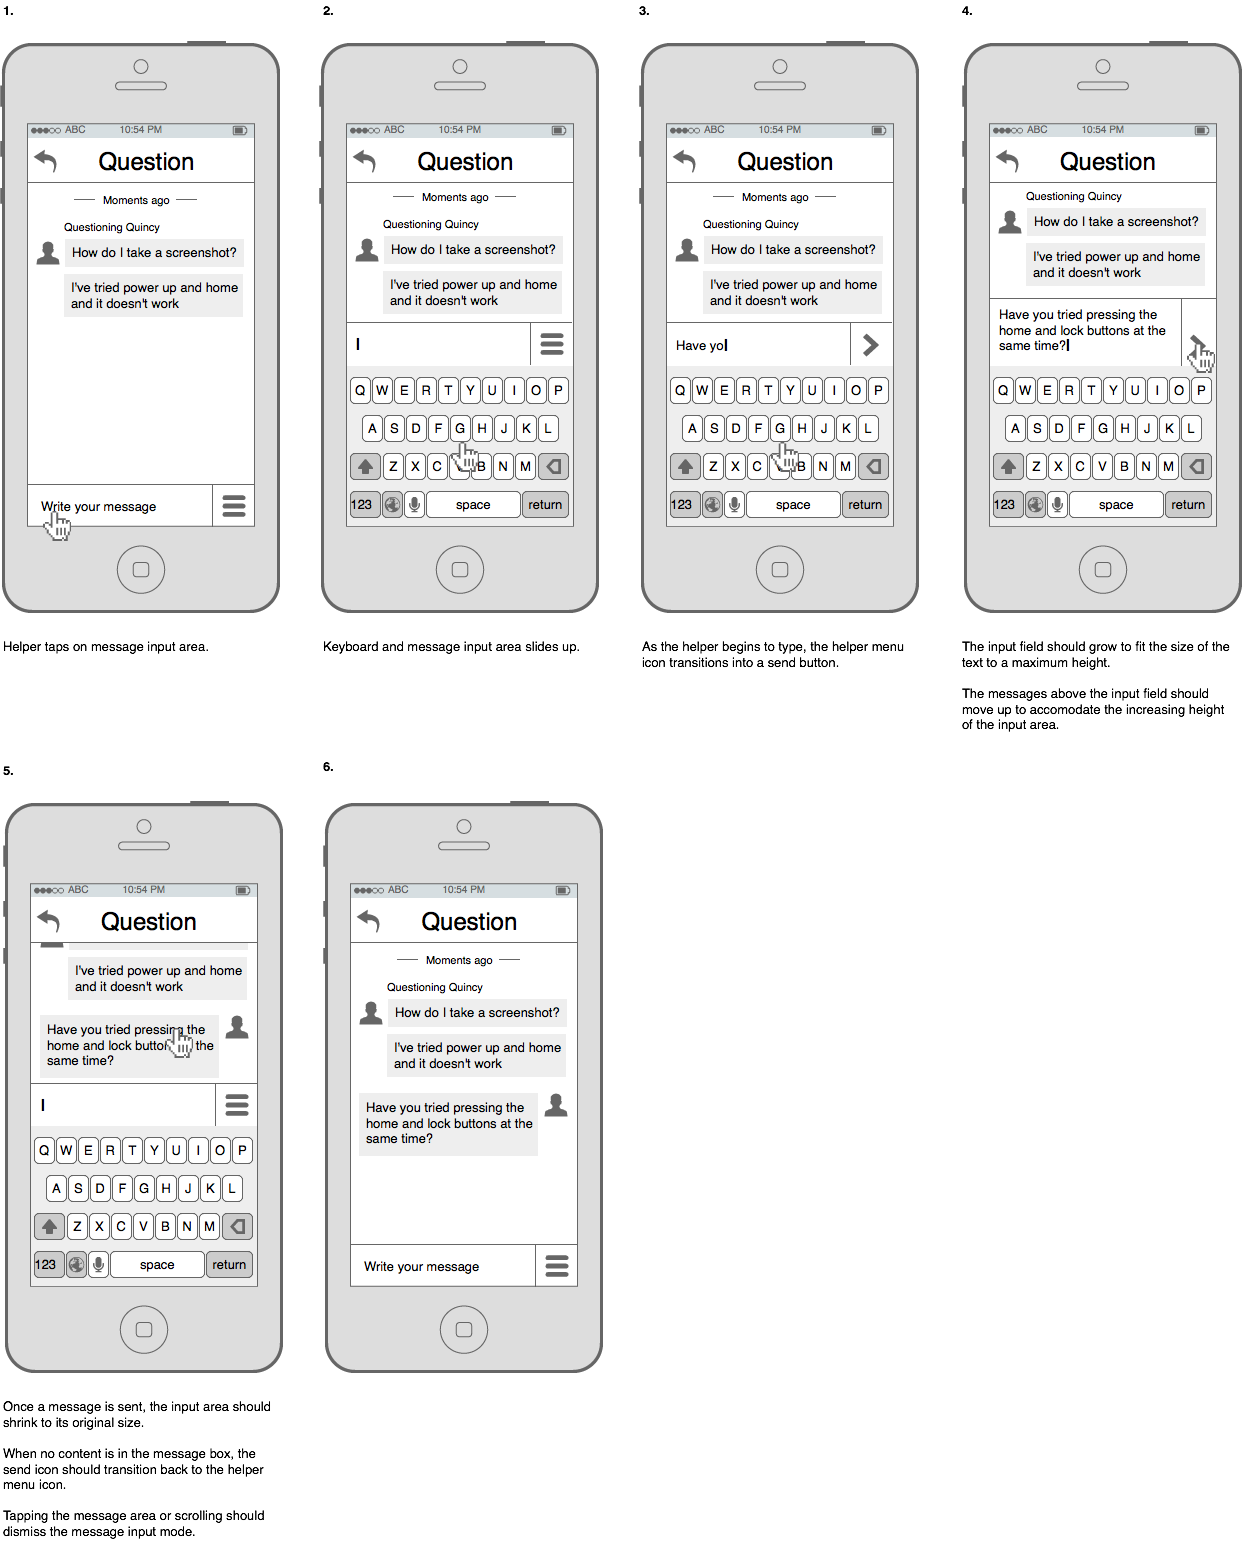 1.
ABC 10:54 PM
Question
Moments ago
Questioning Quincy
How do I take a screenshot?
I've tried power up and home
and it doesn't work
Write your message
Helper taps on message input area.
2.
ABC 10:54 PM
Question
Moments ago
Questioning Quincy
How do I take a screenshot?
I've tried power up and home
and it doesn't work
Q W E R T Y U I O P
A S D F G H J K L
Z X C B N M
123 space return
Keyboard and message input area slides up.
3.
ABC 10:54 PM
Question
Moments ago
Questioning Quincy
How do I take a screenshot?
I've tried power up and home
and it doesn't work
Have yo
Q W E R T Y U I O P
A S D F G H J K L
Z X C B N M
123 space return
As the helper begins to type, the helper menu
icon transitions into a send button.
4.
ABC 10:54 PM
Question
Questioning Quincy
How do I take a screenshot?
I've tried power up and home
and it doesn't work
Have you tried pressing the
home and lock buttons at the
same time?
Q W E R T Y U I O P
A S D F G H J K L
Z X C V B N M
123 space return
The input field should grow to fit the size of the
text to a maximum height.
The messages above the input field should
move up to accomodate the increasing height
of the input area.
5.
ABC 10:54 PM
Question
I've tried power up and home
and it doesn't work
Have you tried pressing the
home and lock buttons at the
same time?
Q W E R T Y U I O P
A S D F G H J K L
Z X C V B N M
123 space return
Once a message is sent, the input area should
shrink to its original size.
When no content is in the message box, the
send icon should transition back to the helper
menu icon.
Tapping the message area or scrolling should
dismiss the message input mode.
6.
ABC 10:54 PM
Question
Moments ago
Questioning Quincy
How do I take a screenshot?
I've tried power up and home
and it doesn't work
Have you tried pressing the
home and lock buttons at the
same time?
Write your message